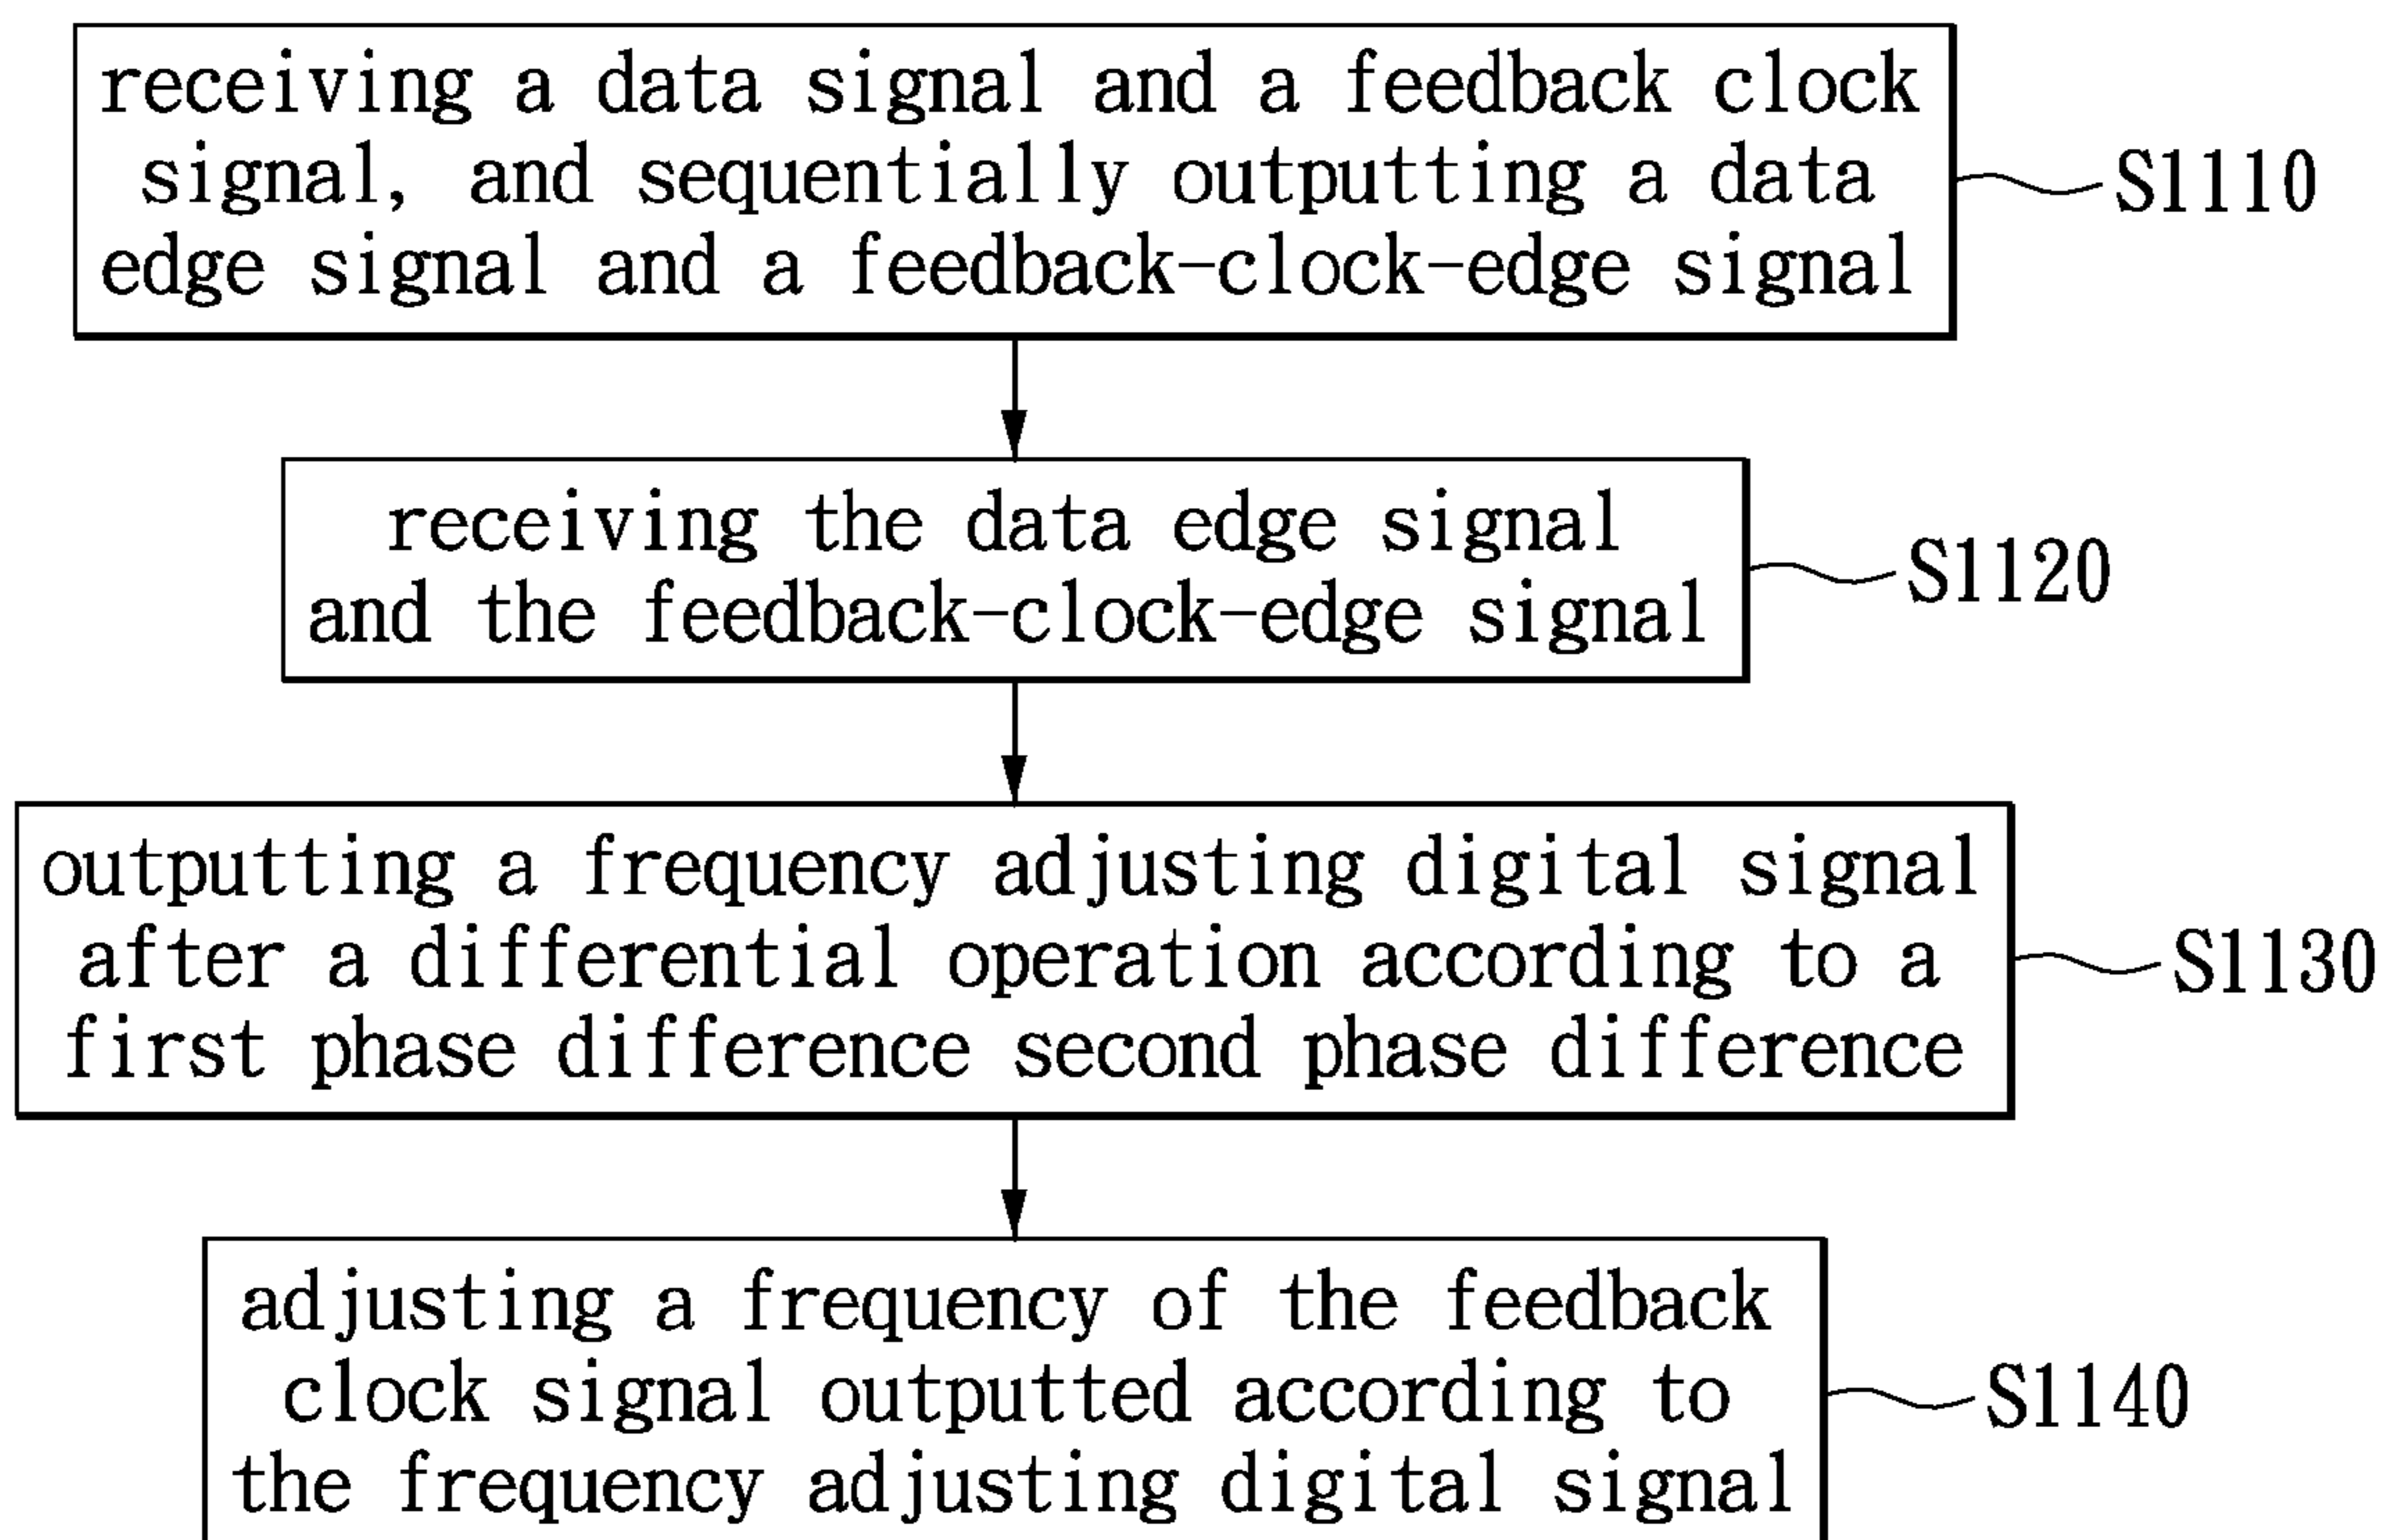 receiving a data signal and a feedback clock
signal, and sequentially outputting a data
edge signal and a feedback-clock-edge signal
S1110
receiving the data edge signal
and the feedback-clock-edge signal
S1120
outputting a frequency adjusting digital signal
after a differential operation according to a
first phase difference second phase difference
S1130
adjusting a frequency of the feedback
clock signal outputted according to
the frequency adjusting digital signal
S1140